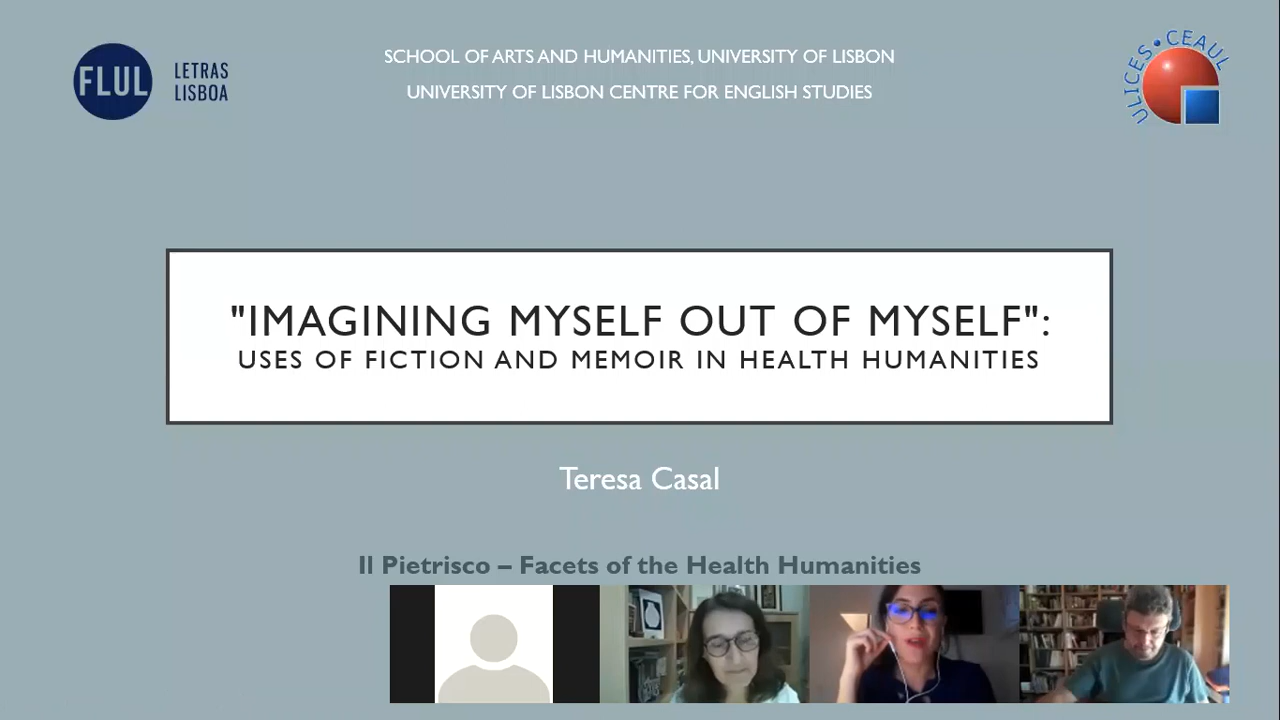 FLUL
LETRAS
LISBOA
SCHOOL OF ARTS AND HUMANITIES, UNIVERSITY OF LISBON
UNIVERSITY OF LISBON CENTRE FOR ENGLISH STUDIES
ULICES • CEAUL
"IMAGINING MYSELF OUT OF MYSELF":
USES OF FICTION AND MEMOIR IN HEALTH HUMANITIES
Teresa Casal
Il Pietrisco – Facets of the Health Humanities